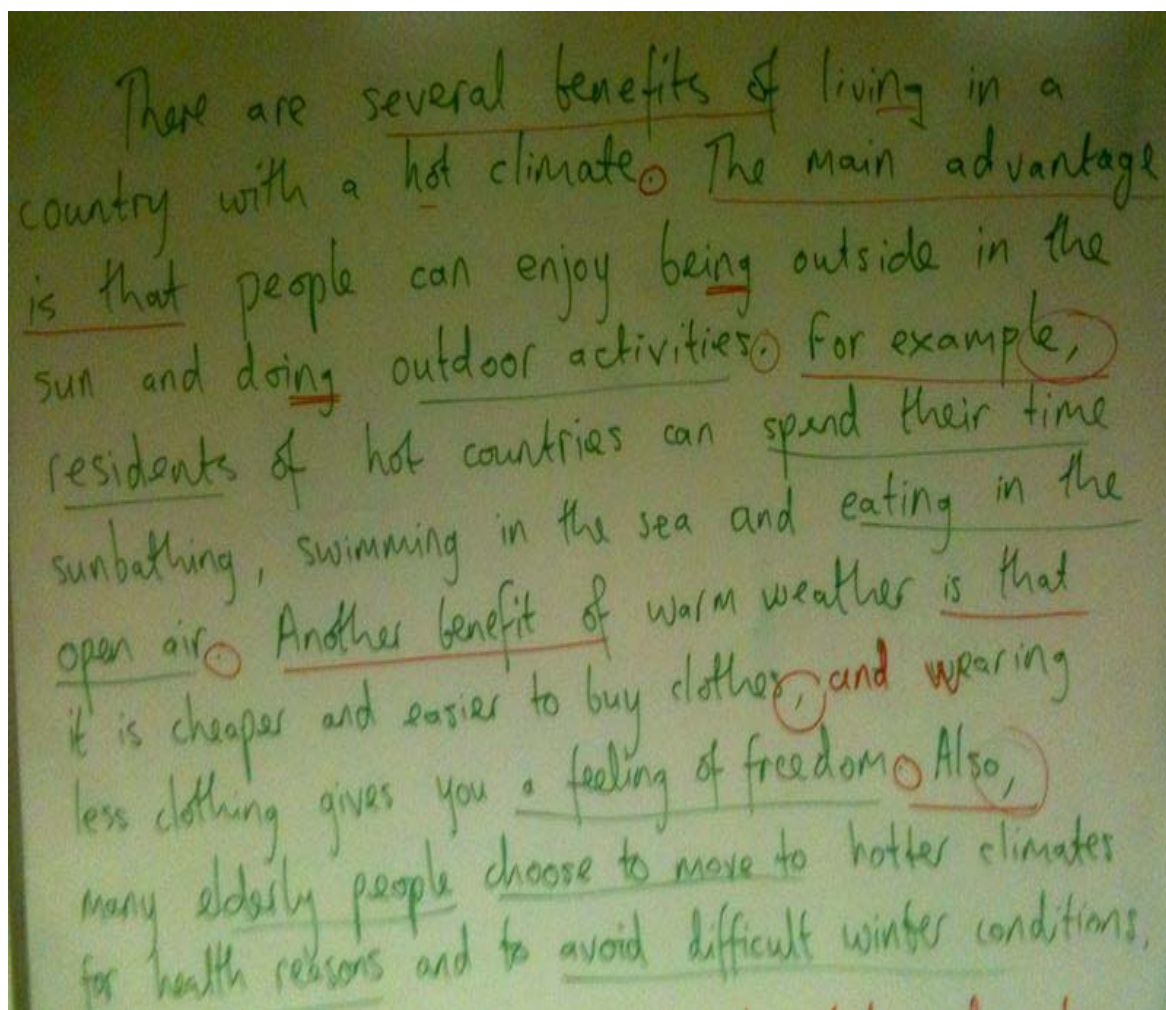 There are several benefits of living in a
country with a hot climate. The main advantage
is that people can enjoy being outside in the
sun and doing outdoor activities. For example,
residents of hot countries can spend their time
sunbathing, swimming in the sea and eating in the
open air. Another benefit of warm weather is that
it is cheaper and easier to buy clothes, and wearing
less clothing gives you a feeling of freedom. Also,
many elderly people choose to move to hotter climates
for health reasons and to avoid difficult winter conditions.